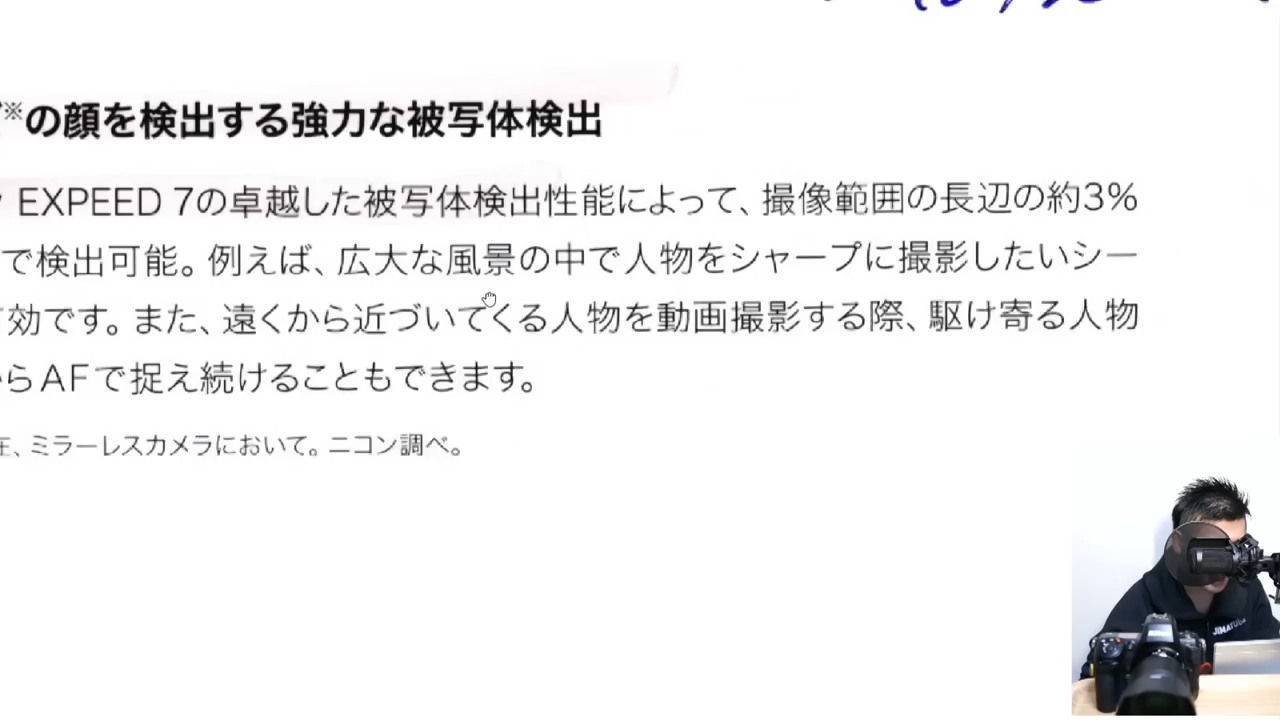 ※の顔を検出する強力な被写体検出
EXPEED 7の卓越した被写体検出性能によって、撮像範囲の長辺の約3%
で検出可能。例えば、広大な風景の中で人物をシャープに撮影したいシー
効です。また、遠くから近づいてくる人物を動画撮影する際、駆け寄る人物
らAFで捉え続けることもできます。
在、ミラーレスカメラにおいて。ニコン調べ。